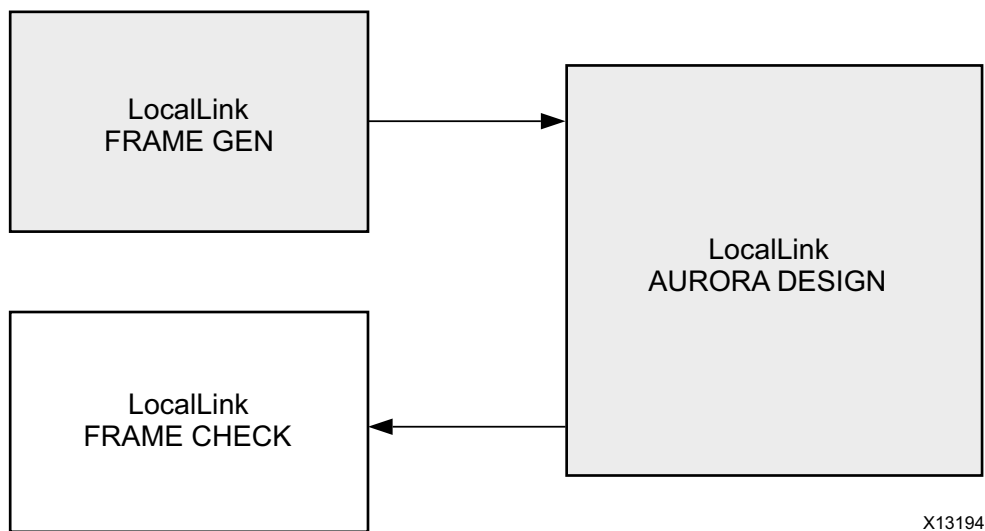 LocalLink
FRAME GEN
LocalLink
AURORA DESIGN
LocalLink
FRAME CHECK
X13194